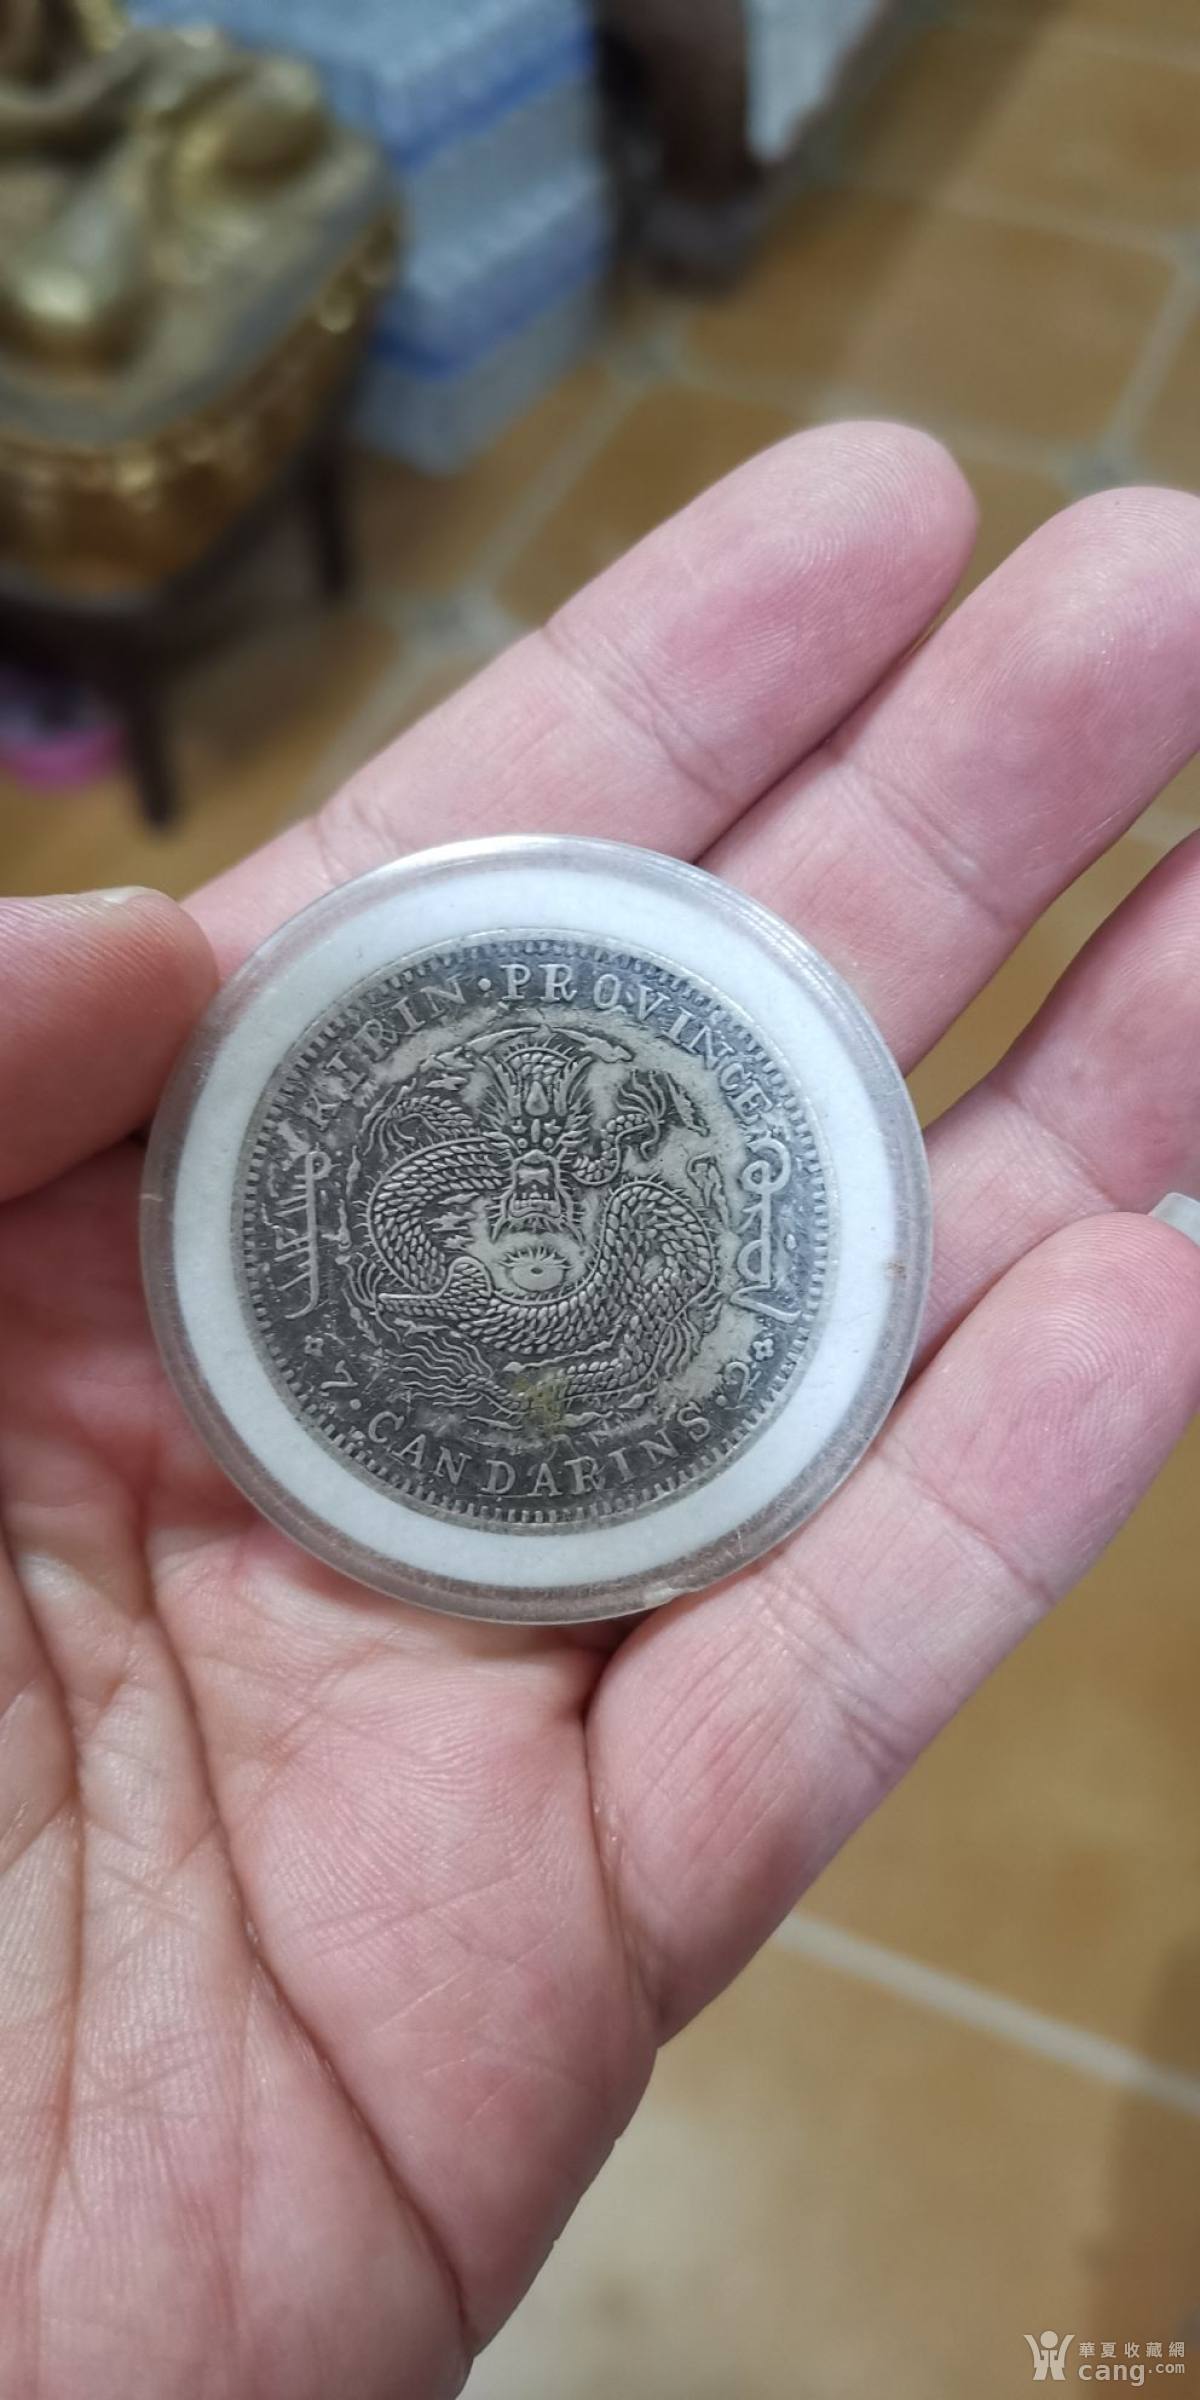 KIRIN · PROVINCE
· 7 · CANDARINS · 2
華夏收藏網
cang.com